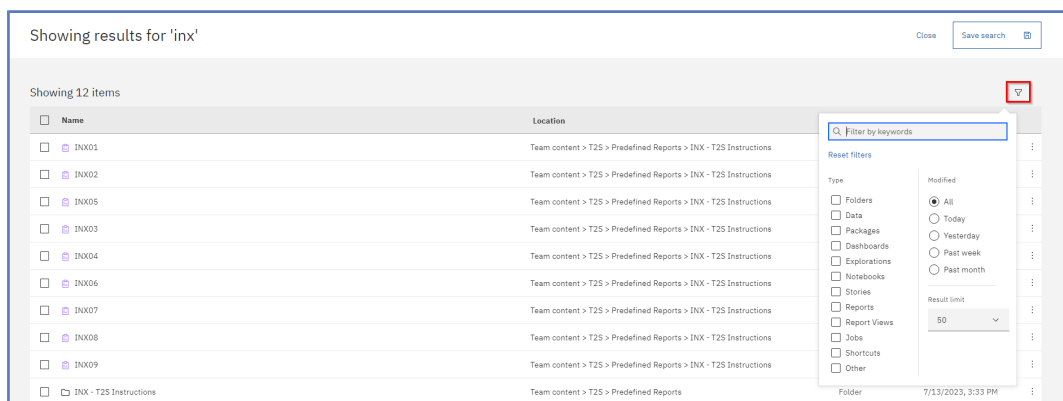 Showing results for 'inx'
Close
Save search
Showing 12 items
Name
Location
INX01
Team content > T2S > Predefined Reports > INX - T2S Instructions
INX02
Team content > T2S > Predefined Reports > INX - T2S Instructions
INX05
Team content > T2S > Predefined Reports > INX - T2S Instructions
INX03
Team content > T2S > Predefined Reports > INX - T2S Instructions
INX04
Team content > T2S > Predefined Reports > INX - T2S Instructions
INX06
Team content > T2S > Predefined Reports > INX - T2S Instructions
INX07
Team content > T2S > Predefined Reports > INX - T2S Instructions
INX08
Team content > T2S > Predefined Reports > INX - T2S Instructions
INX09
Team content > T2S > Predefined Reports > INX - T2S Instructions
INX - T2S Instructions
Team content > T2S > Predefined Reports
Folder
7/13/2023, 3:33 PM
Filter by keywords
Reset filters
Type
Folders
Data
Packages
Dashboards
Explorations
Notebooks
Stories
Reports
Report Views
Jobs
Shortcuts
Other
Modified
All
Today
Yesterday
Past week
Past month
Result limit
50